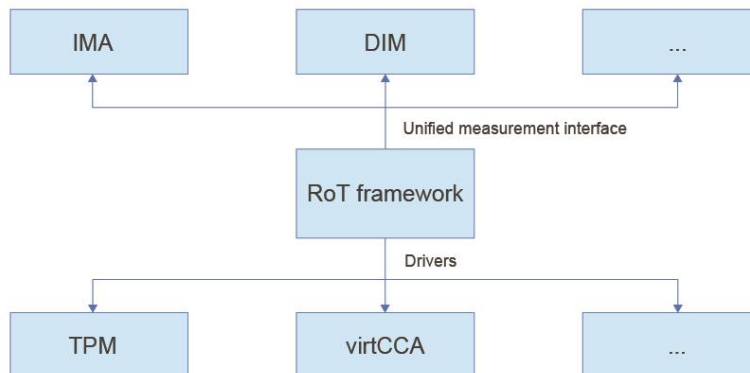 IMA
DIM
...
Unified measurement interface
RoT framework
Drivers
TPM
virtCCA
...